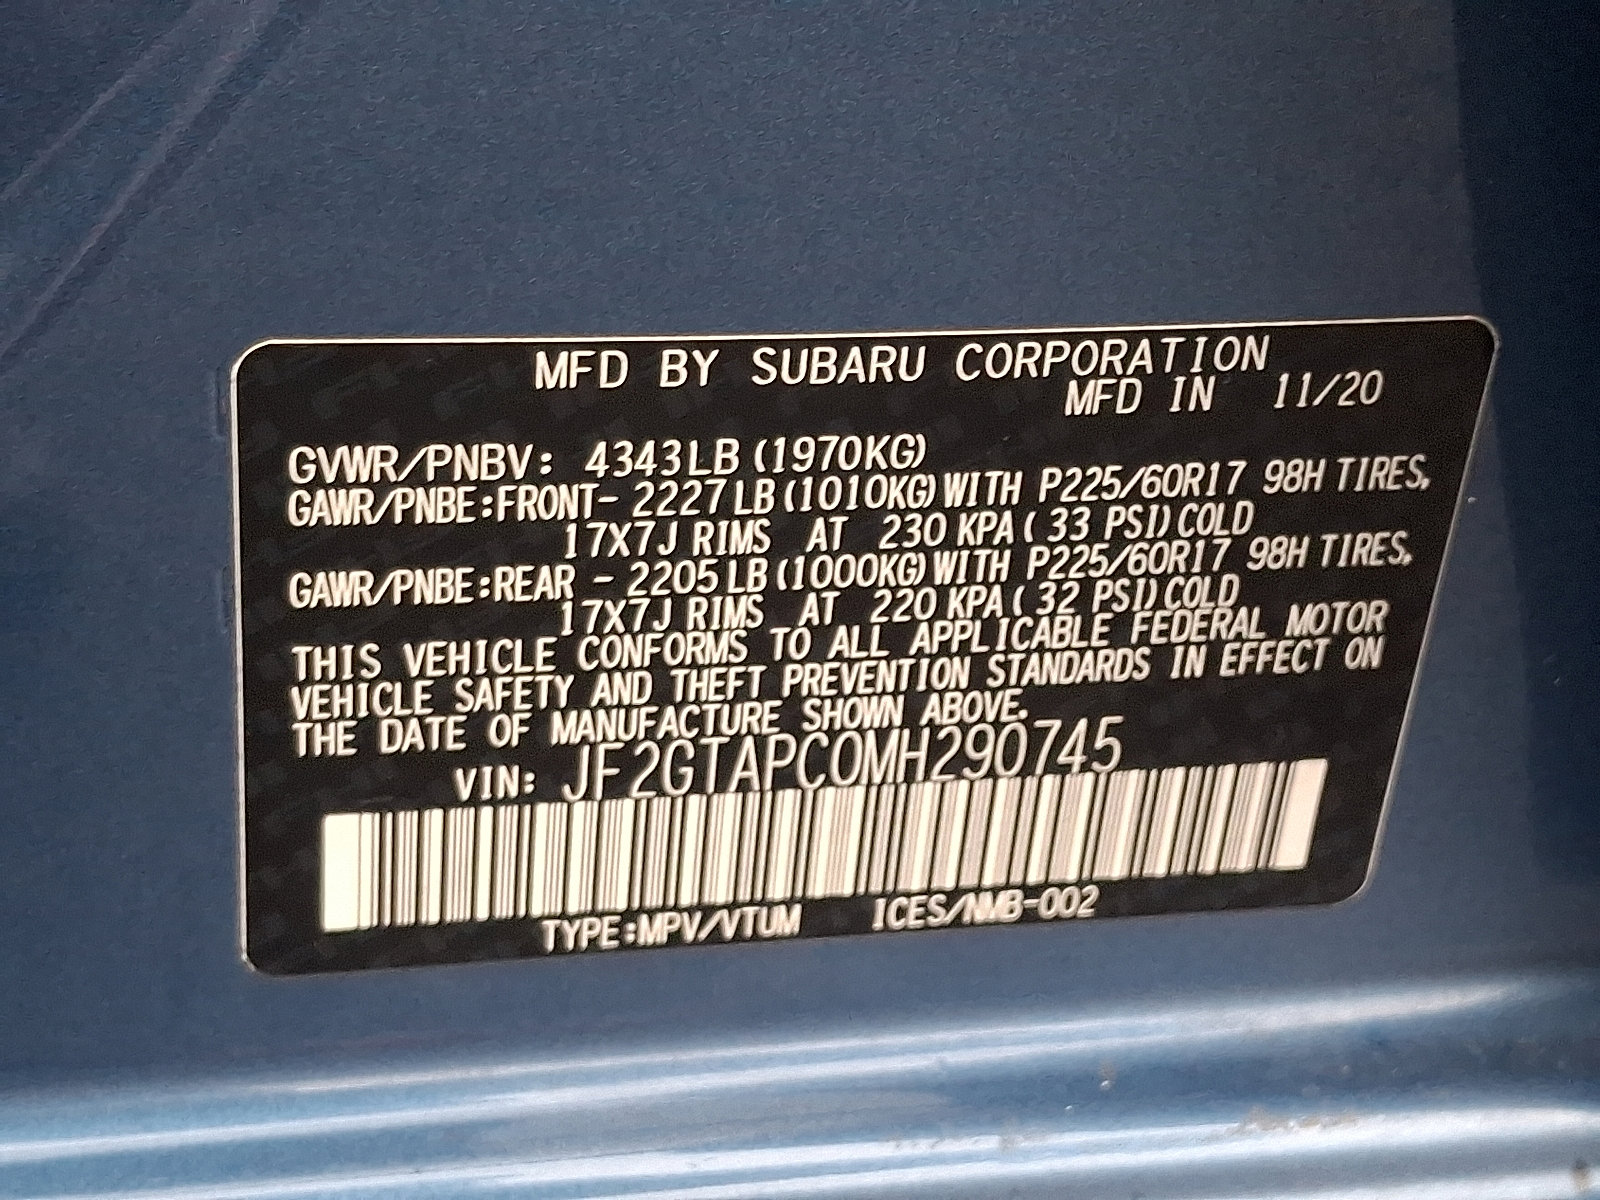 MFD BY SUBARU CORPORATION
MFD IN 11/20
GVWR/PNBV: 4343LB (1970KG)
GAWR/PNBE:FRONT- 2227LB (1010KG) WITH P225/60R17 98H TIRES,
17X7J RIMS AT 230 KPA ( 33 PSI) COLD
GAWR/PNBE:REAR - 2205LB (1000KG) WITH P225/60R17 98H TIRES,
17X7J RIMS AT 220 KPA ( 32 PSI) COLD
THIS VEHICLE CONFORMS TO ALL APPLICABLE FEDERAL MOTOR
VEHICLE SAFETY AND THEFT PREVENTION STANDARDS IN EFFECT ON
THE DATE OF MANUFACTURE SHOWN ABOVE.
VIN: JF2GTAPC0MH290745
TYPE:MPV/VTUM ICES/NMB-002